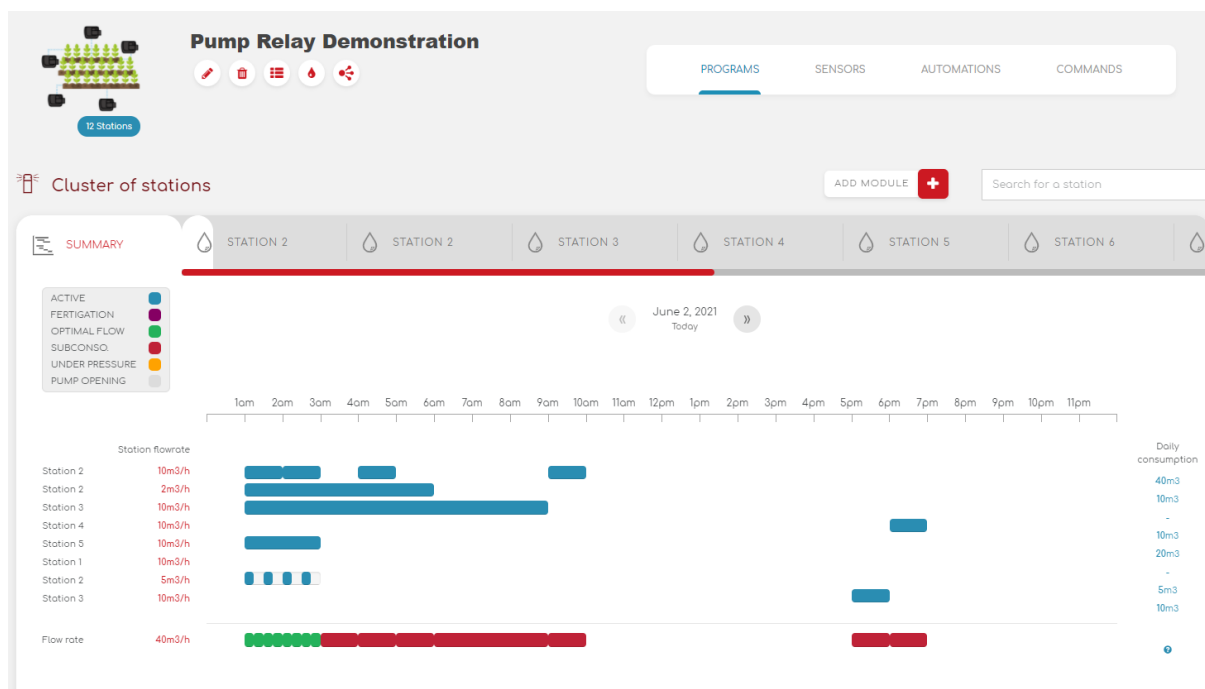 Pump Relay Demonstration
12 Stations
PROGRAMS SENSORS AUTOMATIONS COMMANDS
Cluster of stations
ADD MODULE +
Search for a station
SUMMARY STATION 2 STATION 2 STATION 3 STATION 4 STATION 5 STATION 6
ACTIVE
FERTIGATION
OPTIMAL FLOW
SUBCONSO.
UNDER PRESSURE
PUMP OPENING
« June 2, 2021 »
Today
1am 2am 3am 4am 5am 6am 7am 8am 9am 10am 11am 12pm 1pm 2pm 3pm 4pm 5pm 6pm 7pm 8pm 9pm 10pm 11pm
Station flowrate
Daily
consumption
Station 2 10m3/h 40m3
Station 2 2m3/h 10m3
Station 3 10m3/h -
Station 4 10m3/h 10m3
Station 5 10m3/h 20m3
Station 1 10m3/h -
Station 2 5m3/h 5m3
Station 3 10m3/h 10m3
Flow rate 40m3/h ?